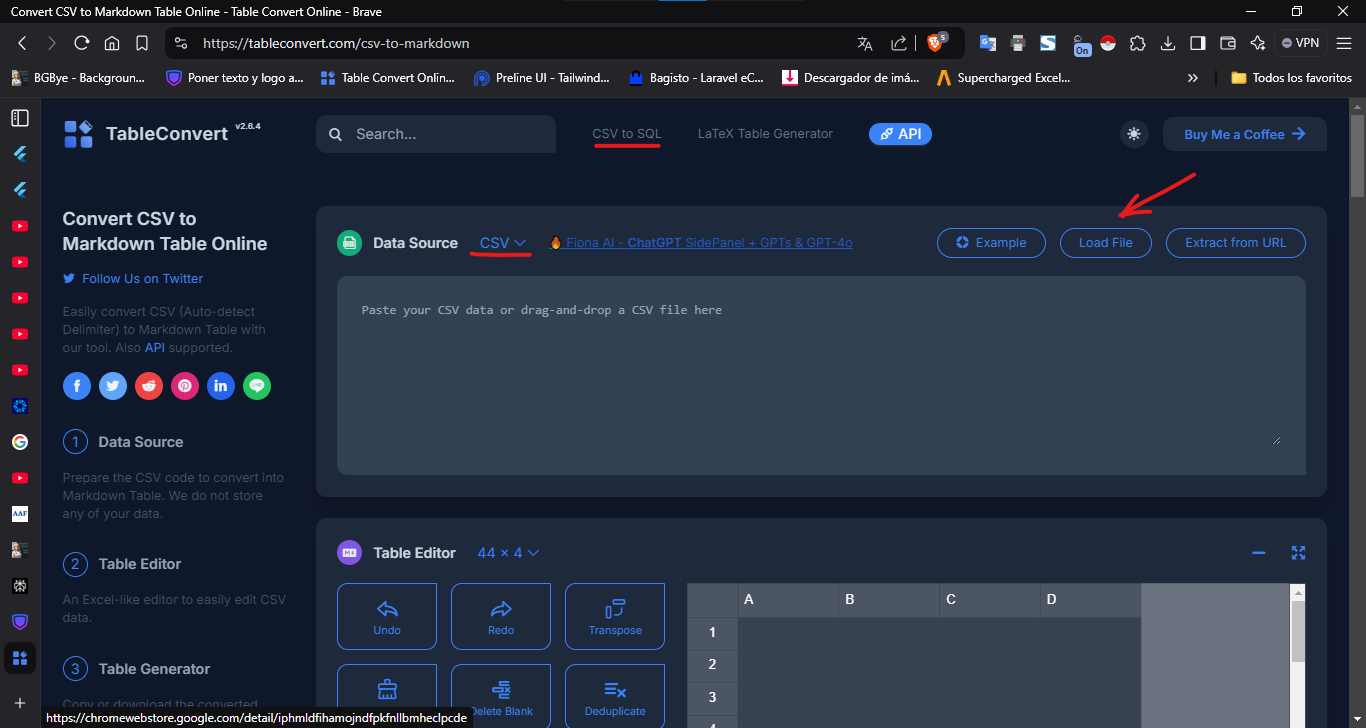 Convert CSV to Markdown Table Online - Table Convert Online - Brave
https://tableconvert.com/csv-to-markdown
5
On
VPN
BGBye - Backgroun...
Poner texto y logo a...
Table Convert Onlin...
Preline UI - Tailwind...
Bagisto - Laravel eC...
Descargador de imá...
Supercharged Excel...
»
Todos los favoritos
TableConvert v2.6.4
Search...
CSV to SQL
LaTeX Table Generator
API
Buy Me a Coffee
Convert CSV to
Markdown Table Online
Follow Us on Twitter
Easily convert CSV (Auto-detect
Delimiter) to Markdown Table with
our tool. Also API supported.
1 Data Source
Prepare the CSV code to convert into
Markdown Table. We do not store
any of your data.
2 Table Editor
An Excel-like editor to easily edit CSV
data.
3 Table Generator
Copy or download the converted
https://chromewebstore.google.com/detail/iphmldfihamojndfpkfnllbmheclpcde
AAF
Data Source
CSV
Fiona AI - ChatGPT SidePanel + GPTs & GPT-4o
Example
Load File
Extract from URL
Paste your CSV data or drag-and-drop a CSV file here
Table Editor
44 × 4
Undo
Redo
Transpose
Delete Blank
Deduplicate
A B C D
1
2
3
4